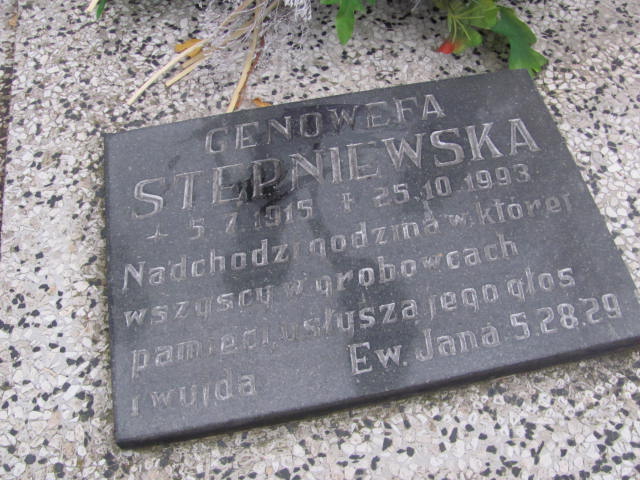 GENOWEFA
STĘPNIEWSKA
✶ 5.7.1915 ✝ 25.10.1993
Nadchodzi godzina w której
wszyscy w grobowcach
pamięci, usłyszą jego głos
i wyjdą Ew. Jana 5.28.29